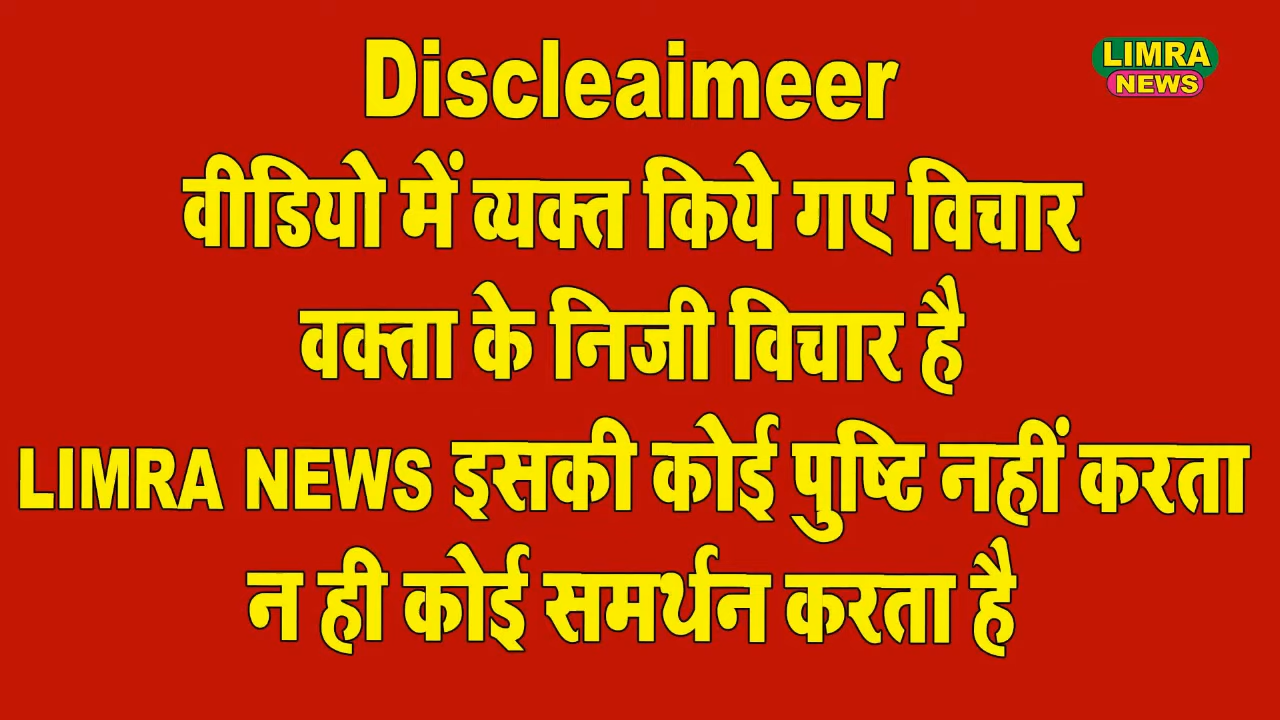 Discleaimeer
LIMRA
NEWS
वीडियो में व्यक्त किये गए विचार
वक्ता के निजी विचार है
LIMRA NEWS इसकी कोई पुष्टि नहीं करता
न ही कोई समर्थन करता है